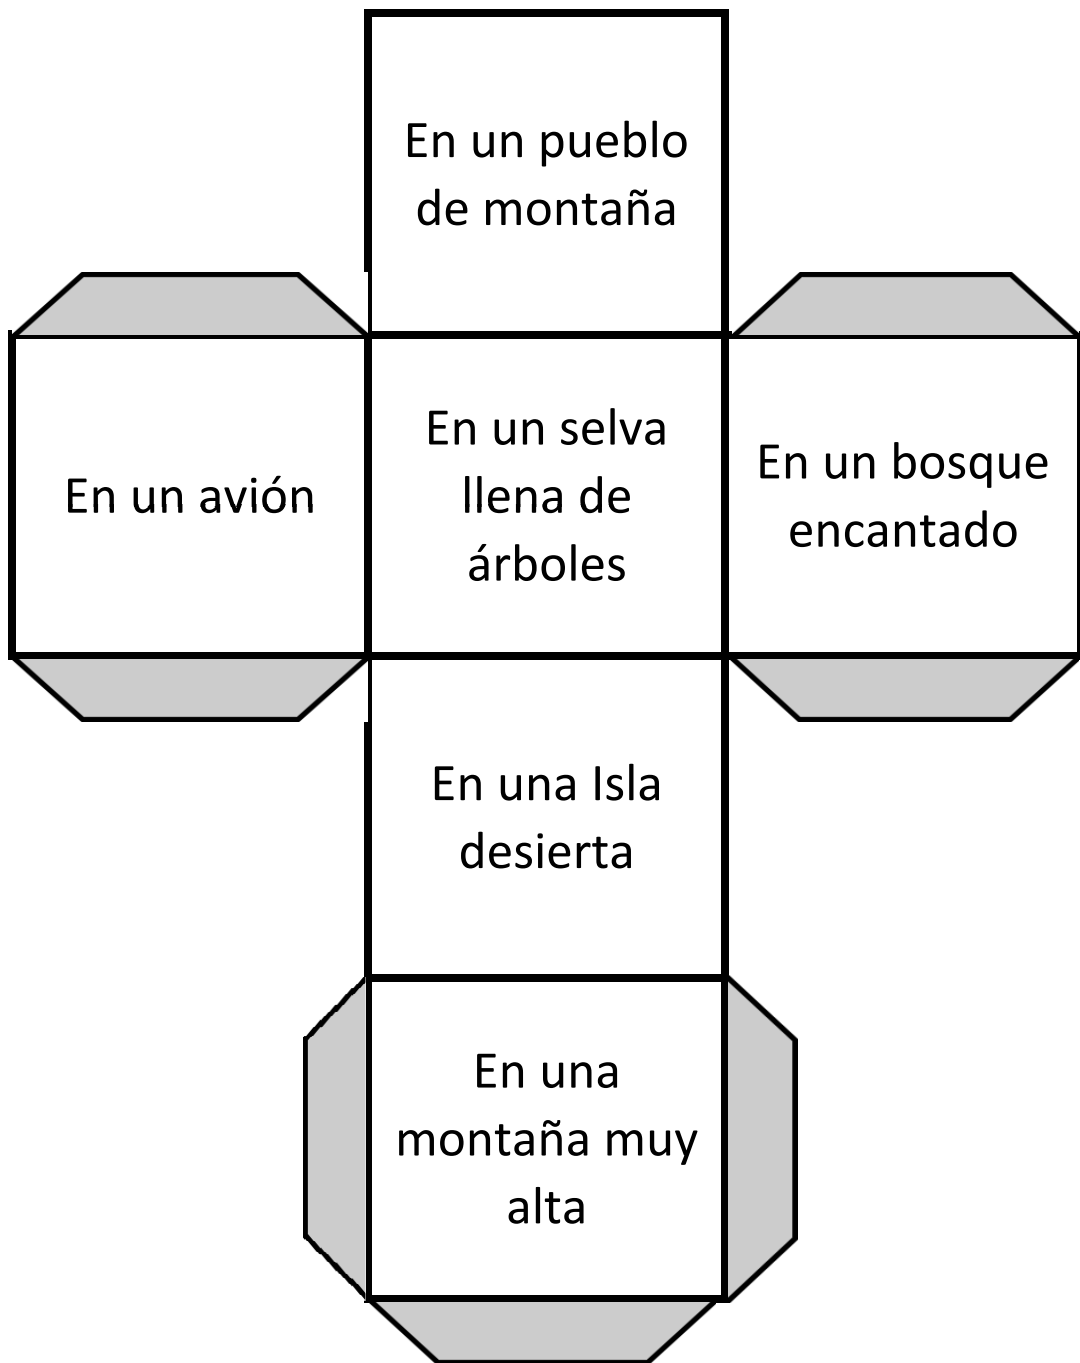 En un pueblo
de montaña
En un avión
En un selva
llena de
árboles
En un bosque
encantado
En una Isla
desierta
En una
montaña muy
alta